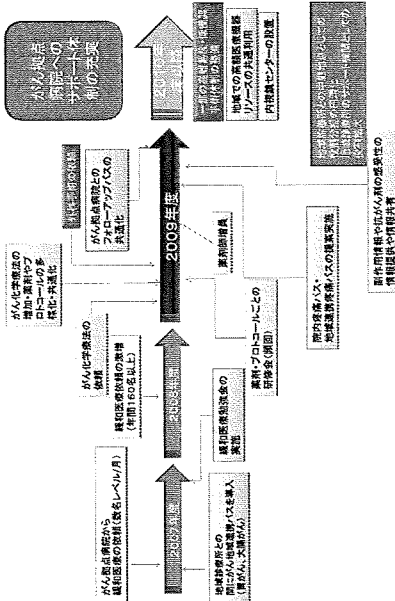 がん拠点
病院への
サポート体
制の充実
地域での高額医療機器
リソースの共通利用
内視鏡センターの設置
がん拠点病院との
フォローアップパスの
共通化
2009年度
薬剤師増員
がん化学療法の
増加・薬剤やプ
ロトコールの多
様化・共通化
がん化学療法の
依頼
緩和医療依頼の激増
(年間160名以上)
2008年度
薬剤・プロトコールごとの
研修会(頻回)
院内疼痛パス・
地域連携疼痛パスの提案実施
副作用情報や抗がん剤の感受性の
情報提供や情報共有
緩和医療勉強会の
実施
がん拠点病院から
緩和医療の依頼(数名レベル/月)
2007年度
地域診療所との
間にがん地域連携パスを導入
(胃がん、大腸がん)